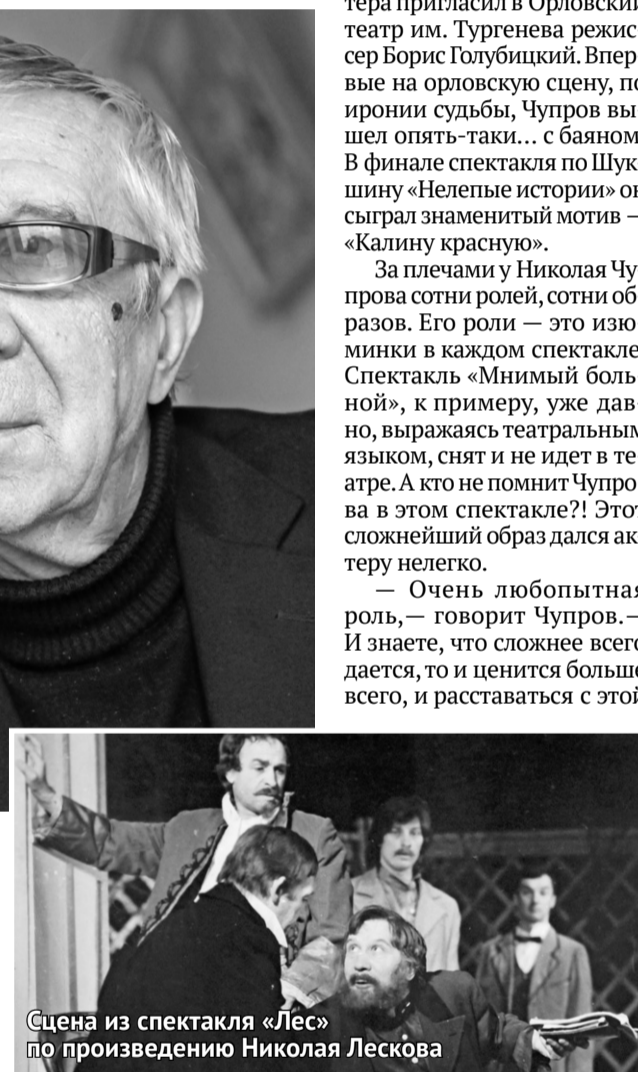 тера пригласил в Орловский
театр им. Тургенева режис-
сер Борис Голубицкий. Впер-
вые на орловскую сцену, по
иронии судьбы, Чупров вы-
шел опять-таки... с баяном.
В финале спектакля по Шук-
шину «Нелепые истории» он
сыграл знаменитый мотив —
«Калину красную».
За плечами у Николая Чу-
прова сотни ролей, сотни об-
разов. Его роли — это изю-
минки в каждом спектакле.
Спектакль «Мнимый боль-
ной», к примеру, уже дав-
но, выражаясь театральным
языком, снят и не идет в те-
атре. А кто не помнит Чупро-
ва в этом спектакле?! Этот
сложнейший образ дался ак-
теру нелегко.
— Очень любопытная
роль,— говорит Чупров.—
И знаете, что сложнее всего
дается, то и ценится больше
всего, и расставаться с этой
Сцена из спектакля «Лес»
по произведению Николая Лескова